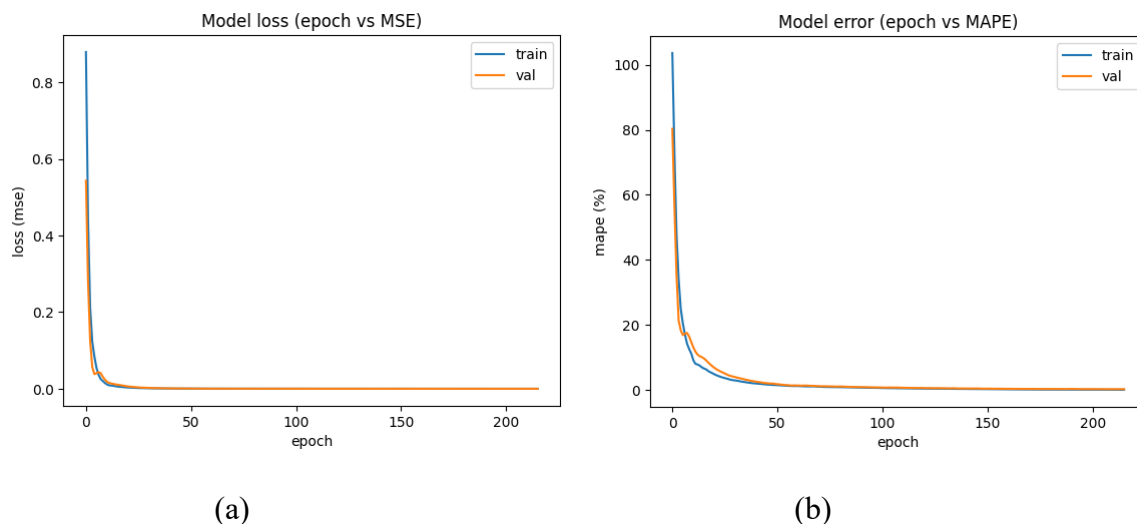 Model loss (epoch vs MSE)
train
val
0.8
0.6
0.4
0.2
0.0
loss (mse)
0
50
100
150
200
epoch
(a)
Model error (epoch vs MAPE)
train
val
100
80
60
40
20
0
mape (%)
0
50
100
150
200
epoch
(b)